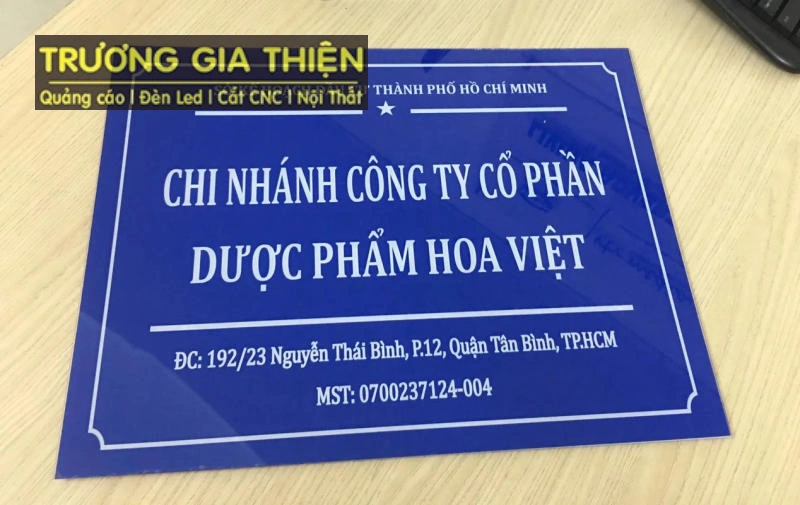 TRƯƠNG GIA THIỆN
Quảng cáo I Đèn Led I Cắt CNC I Nội Thất
THÀNH PHỐ HỒ CHÍ MINH
CHI NHÁNH CÔNG TY CỔ PHẦN
DƯỢC PHẨM HOA VIỆT
ĐC: 192/23 Nguyễn Thái Bình, P.12, Quận Tân Bình, TP.HCM
MST: 0700237124-004